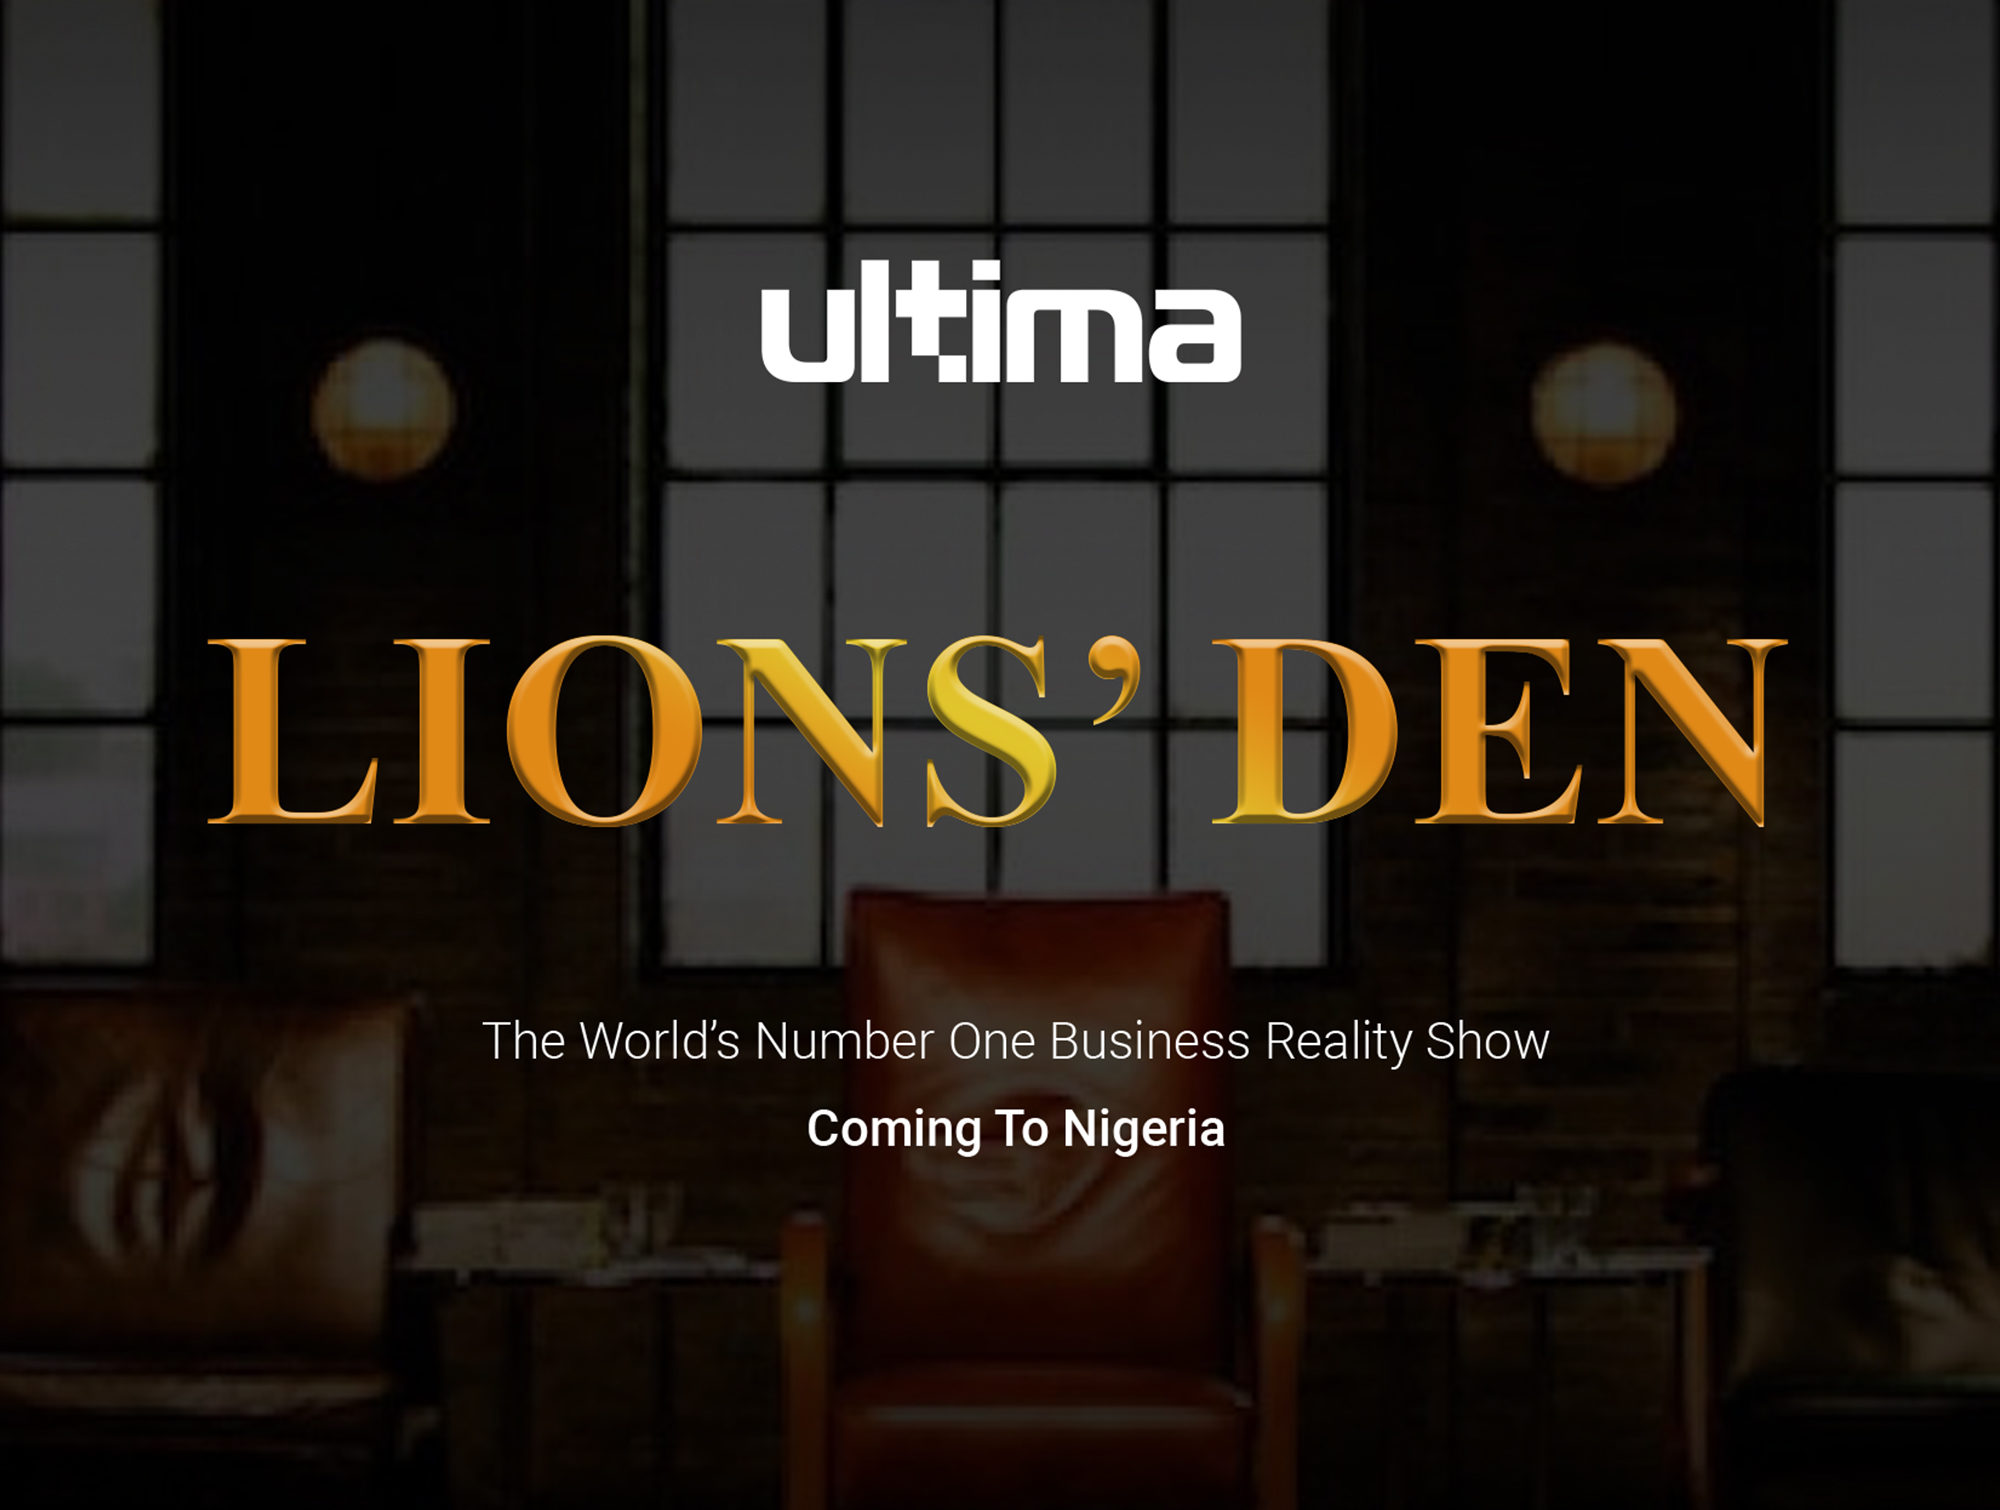 ultima
LIONS’ DEN
The World’s Number One Business Reality Show
Coming To Nigeria